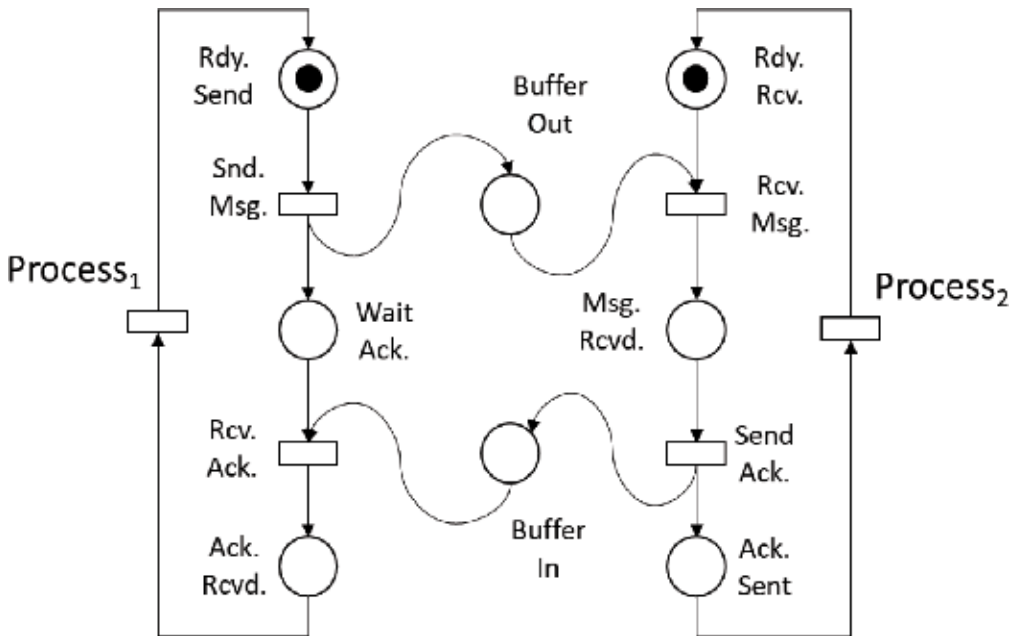 Rdy.
Send
Buffer
Out
Rdy.
Rcv.
Snd.
Msg.
Rcv.
Msg.
Process1
Wait
Ack.
Msg.
Rcvd.
Process2
Rcv.
Ack.
Send
Ack.
Ack.
Rcvd.
Buffer
In
Ack.
Sent